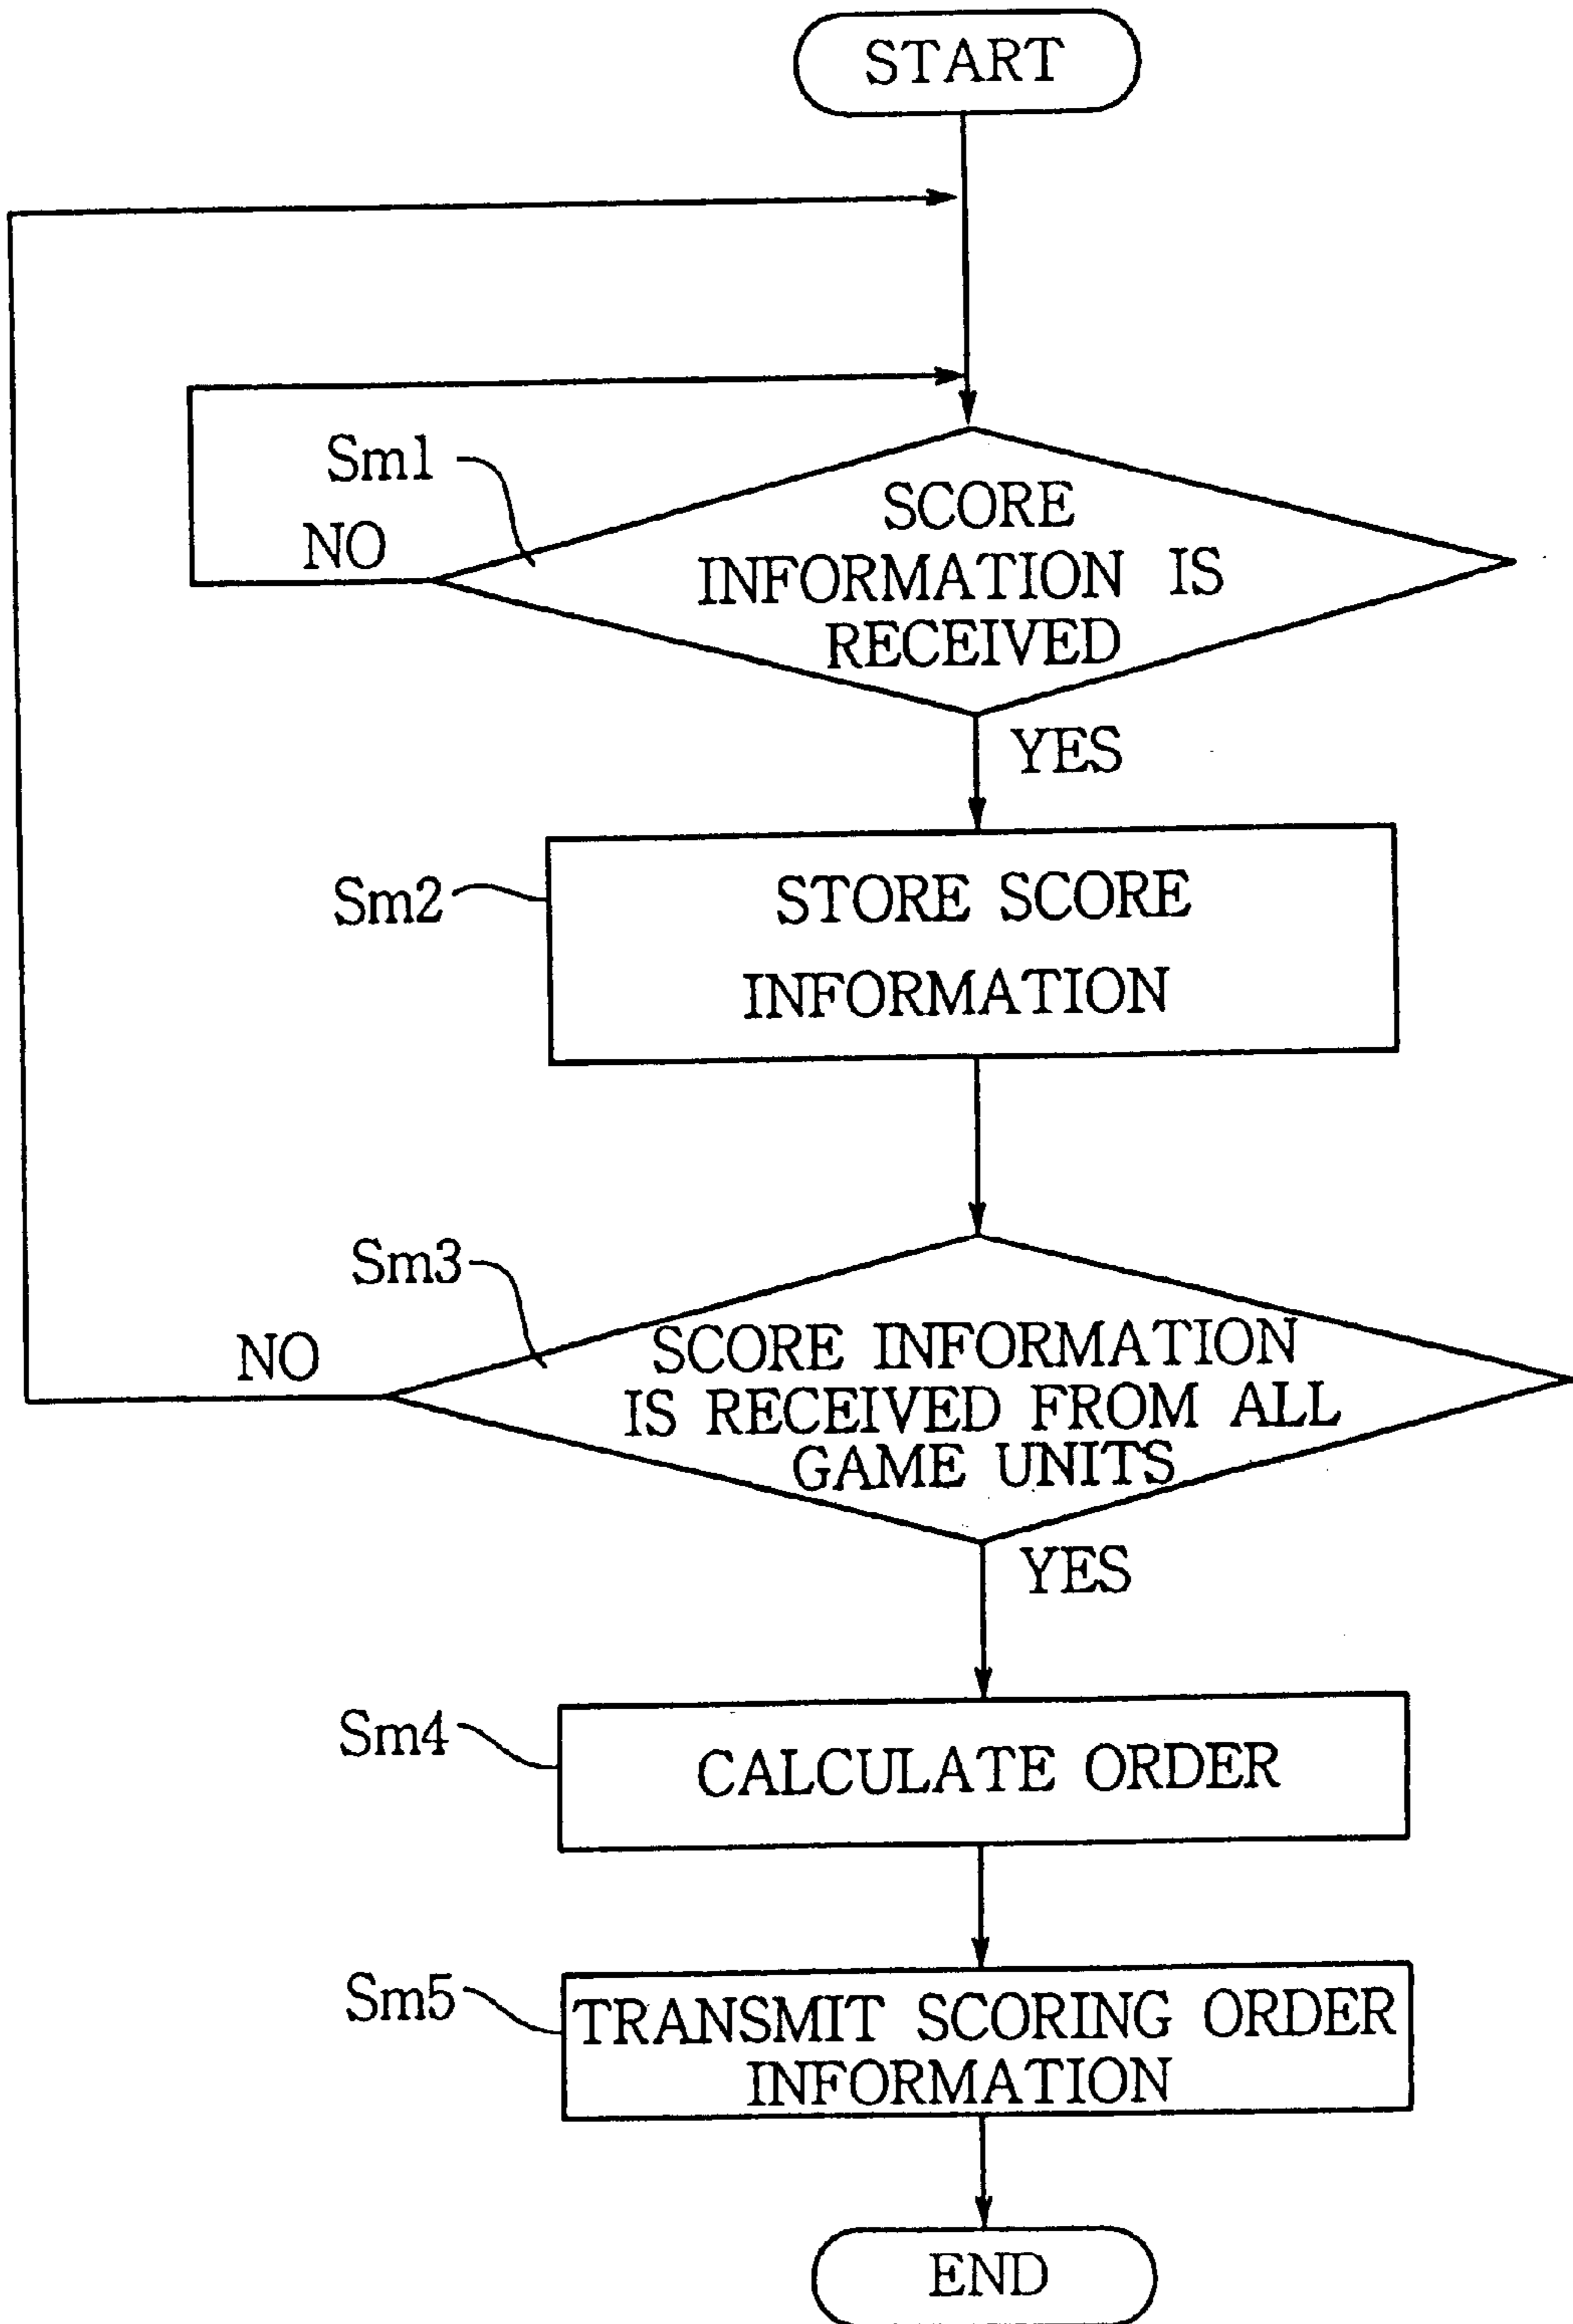 START
Sm1
NO
SCORE
INFORMATION IS
RECEIVED
YES
Sm2
STORE SCORE
INFORMATION
Sm3
NO
SCORE INFORMATION
IS RECEIVED FROM ALL
GAME UNITS
YES
Sm4
CALCULATE ORDER
Sm5
TRANSMIT SCORING ORDER
INFORMATION
END